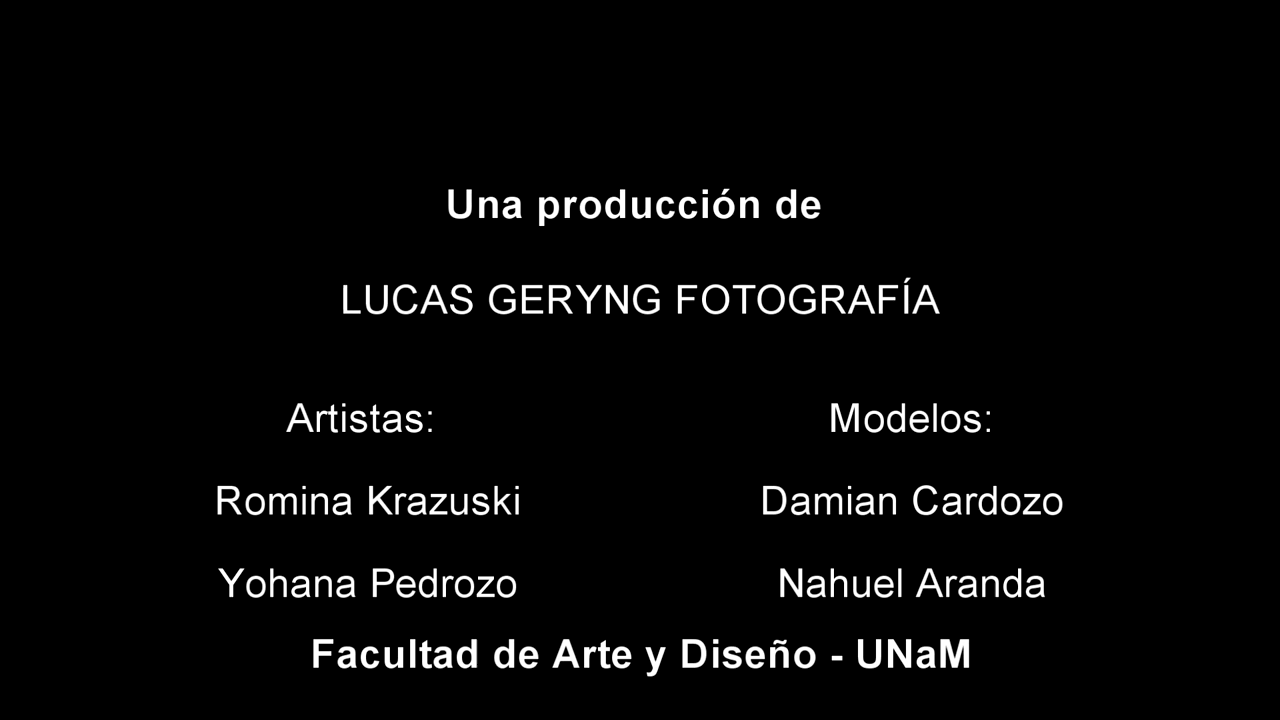 Una producción de
LUCAS GERYNG FOTOGRAFÍA
Artistas:
Romina Krazuski
Yohana Pedrozo
Modelos:
Damian Cardozo
Nahuel Aranda
Facultad de Arte y Diseño - UNaM